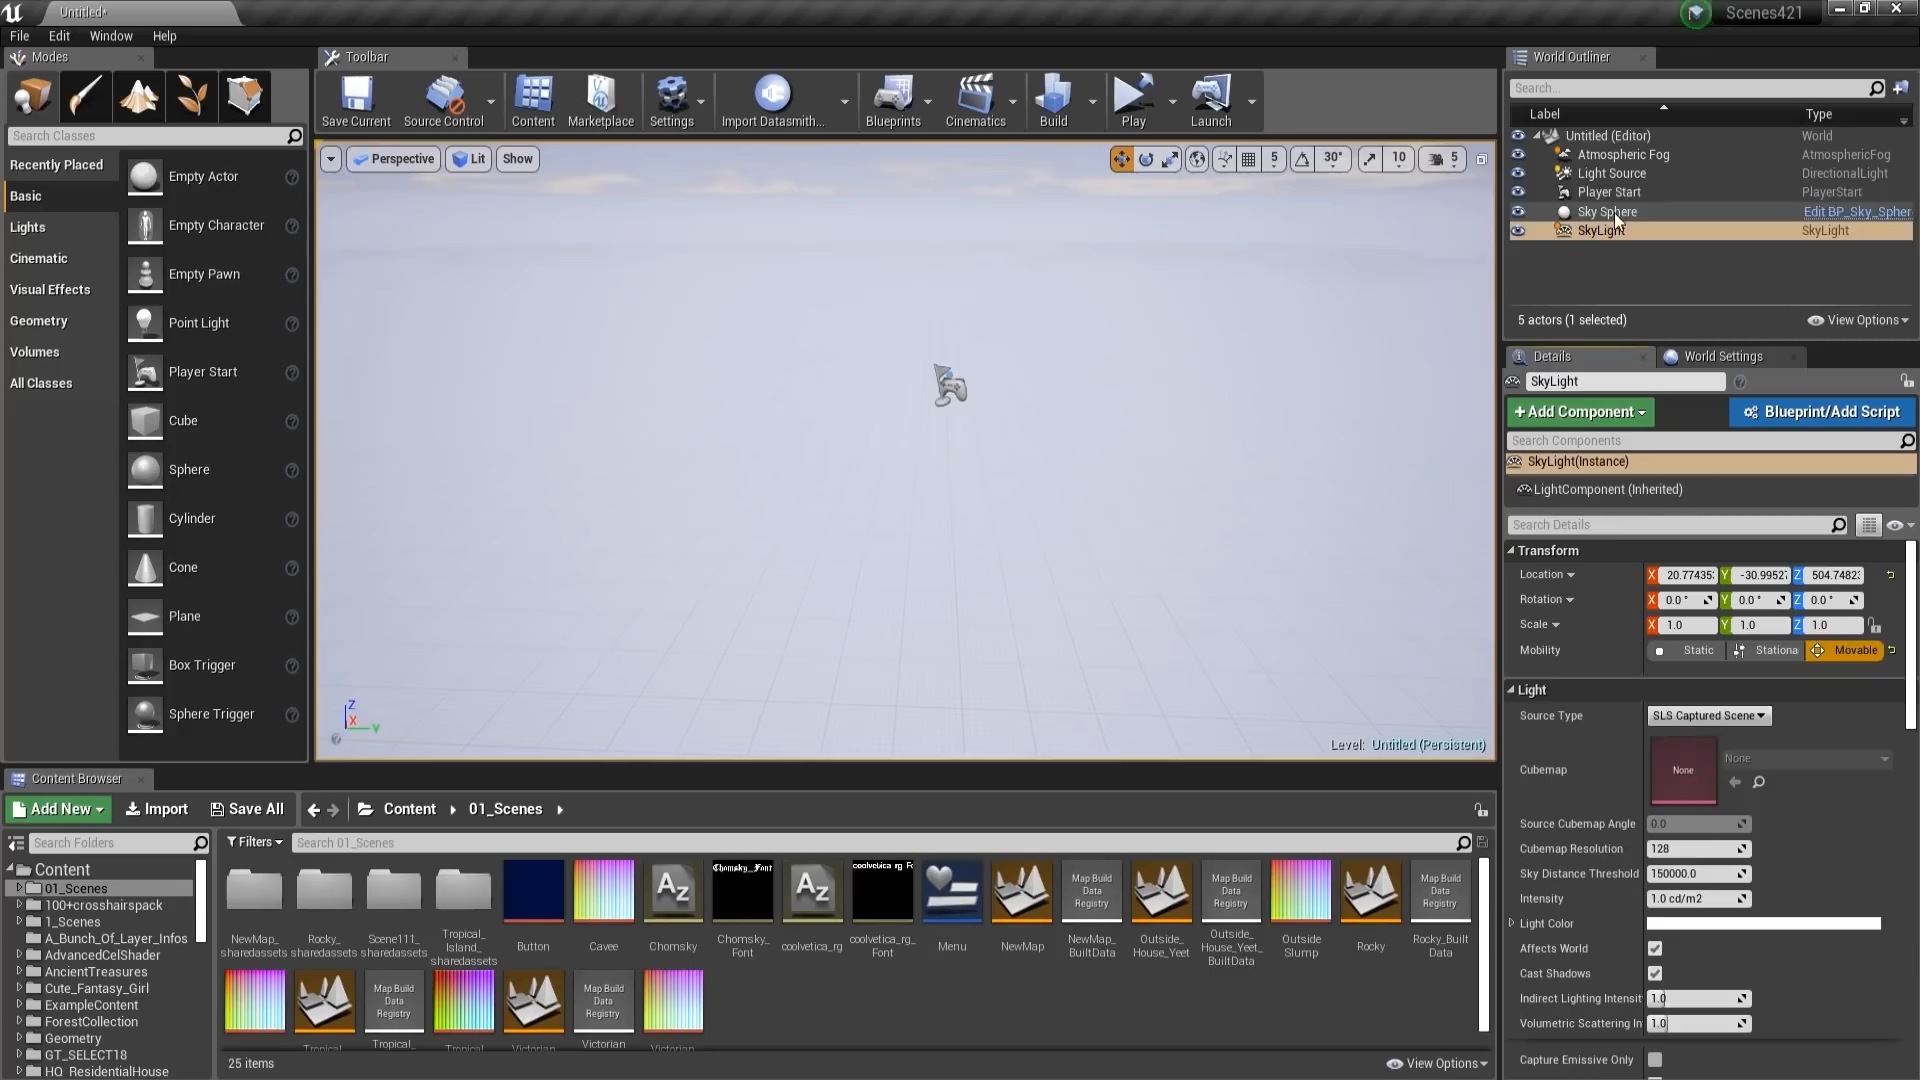 Untitled*
Scenes421
File Edit Window Help
Modes
Search Classes
Recently Placed
Basic
Lights
Cinematic
Visual Effects
Geometry
Volumes
All Classes
Empty Actor
Empty Character
Empty Pawn
Point Light
Player Start
Cube
Sphere
Cylinder
Cone
Plane
Box Trigger
Sphere Trigger
Toolbar
Save Current Source Control Content Marketplace Settings Import Datasmith... Blueprints Cinematics Build Play Launch
Perspective Lit Show
5 30° 10 5
Z
X Y
Level: Untitled (Persistent)
World Outliner
Search...
Label Type
Untitled (Editor) World
Atmospheric Fog AtmosphericFog
Light Source DirectionalLight
Player Start PlayerStart
Sky Sphere Edit BP_Sky_Spher
SkyLight SkyLight
5 actors (1 selected) View Options
Details World Settings
SkyLight
+Add Component Blueprint/Add Script
Search Components
SkyLight(Instance)
LightComponent (Inherited)
Search Details
Transform
Location X 20.77435 Y -30.9952 Z 504.7482
Rotation X 0.0 ° Y 0.0 ° Z 0.0 °
Scale X 1.0 Y 1.0 Z 1.0
Mobility Static Stationa Movable
Light
Source Type SLS Captured Scene
Cubemap None None
Source Cubemap Angle 0.0
Cubemap Resolution 128
Sky Distance Threshold 150000.0
Intensity 1.0 cd/m2
Light Color
Affects World
Cast Shadows
Indirect Lighting Intensit 1.0
Volumetric Scattering In 1.0
Capture Emissive Only
Content Browser
Add New Import Save All Content 01_Scenes
Search Folders
Filters Search 01_Scenes
Content
01_Scenes
100+crosshairspack
1_Scenes
A_Bunch_Of_Layer_Infos
AdvancedCelShader
AncientTreasures
Cute_Fantasy_Girl
ExampleContent
ForestCollection
Geometry
GT_SELECT18
HQ_ResidentialHouse
NewMap_
sharedassets
Rocky_
sharedassets
Scene111_
sharedassets
Tropical_
Island_
sharedassets
Button
Cavee
Az
Chomsky
Chomsky_Font
Chomsky_
Font
Az
coolvetica_rg
coolvetica rg Fo
coolvetica_rg_
Font
Menu
NewMap
Map Build
Data
Registry
NewMap_
BuiltData
Outside_
House_Yeet
Map Build
Data
Registry
Outside_
House_Yeet_
BuiltData
Outside
Slump
Rocky
Map Build
Data
Registry
Rocky_Built
Data
Tropical
Map Build
Data
Registry
Tropical_
Tropical
Victorian
Map Build
Data
Registry
Victorian
Victorian
25 items View Options